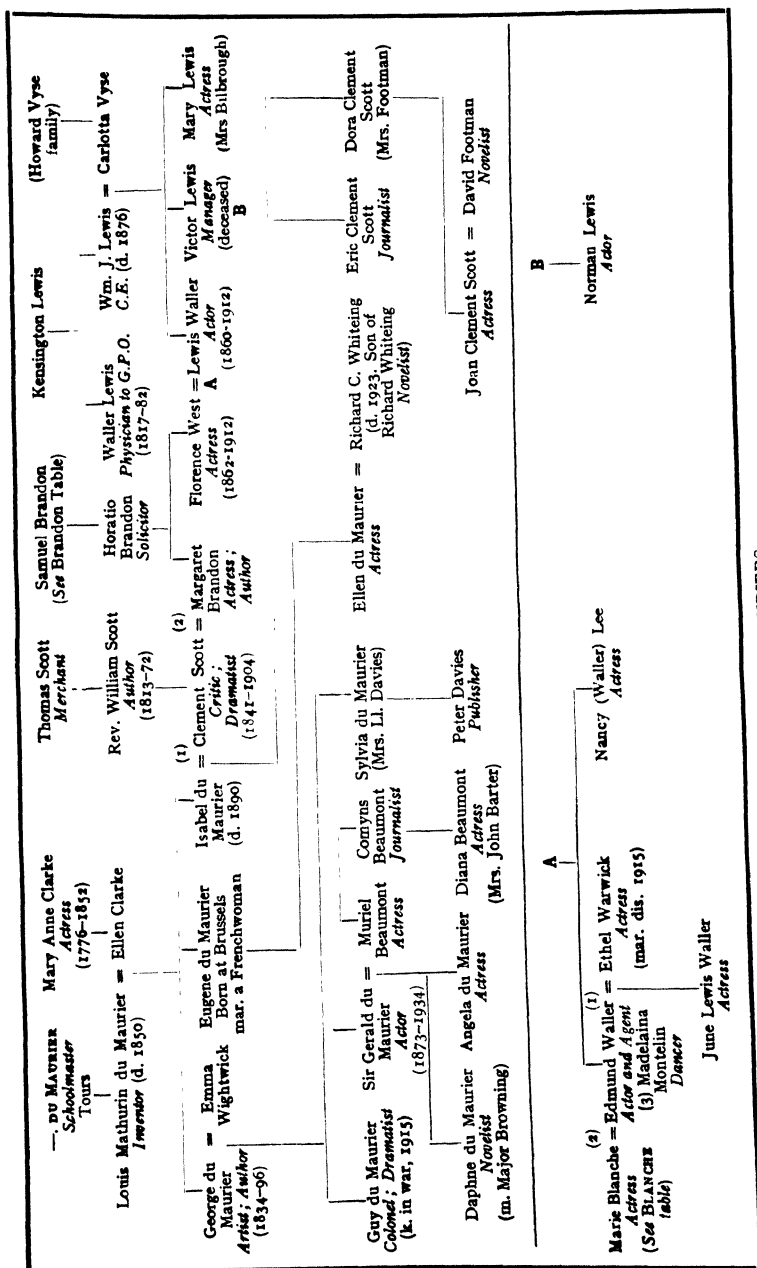 —. DU MAURIER
Schoolmaster
Tours
Mary Anne Clarke
Actress
(1776-1852)
Thomas Scott
Merchant
Samuel Brandon
(See Brandon Table)
Kensington Lewis
(Howard Vyse
family)
Louis Mathurin du Maurier = Ellen Clarke
Inventor (d. 1850)
Rev. William Scott
Author
(1813-72)
Horatio
Brandon
Solicitor
Waller Lewis
Physician to G.P.O.
(1817-82)
Wm. J. Lewis = Carlotta Vyse
C.E. (d. 1876)
George du = Emma
Maurier Wightwick
Artist; Author
(1834-96)
Eugene du Maurier
Born at Brussels
mar. a Frenchwoman
(1) (2)
Isabel du = Clement Scott = Margaret
Maurier Critic; Brandon
(d. 1890) Dramatist Actress;
(1841-1904) Author
Florence West = Lewis Waller
Actress A Actor
(1862-1912) (1860-1912)
Victor Lewis
Manager
(deceased)
B
Mary Lewis
Actress
(Mrs Bilbrough)
Guy du Maurier
Colonel; Dramatist
(k. in war, 1915)
Sir Gerald du = Muriel
Maurier Beaumont
Actor Actress
(1873-1934)
Comyns
Beaumont
Journalist
Sylvia du Maurier
(Mrs. Ll. Davies)
Ellen du Maurier = Richard C. Whiteing
Actress (d. 1923. Son of
Richard Whiteing
Novelist)
Eric Clement
Scott
Journalist
Dora Clement
Scott
(Mrs. Footman)
Daphne du Maurier
Novelist
(m. Major Browning)
Angela du Maurier
Actress
Diana Beaumont
Actress
(Mrs. John Barter)
Peter Davies
Publisher
Joan Clement Scott = David Footman
Actress Novelist
A
B
(2) (1)
Marie Blanche = Edmund Waller = Ethel Warwick
Actress Actor and Agent Actress
(See BLANCHE (3) Madelaina (mar. dis. 1915)
table) Montelin
Dancer
Nancy (Waller) Lee
Actress
Norman Lewis
Actor
June Lewis Waller
Actress